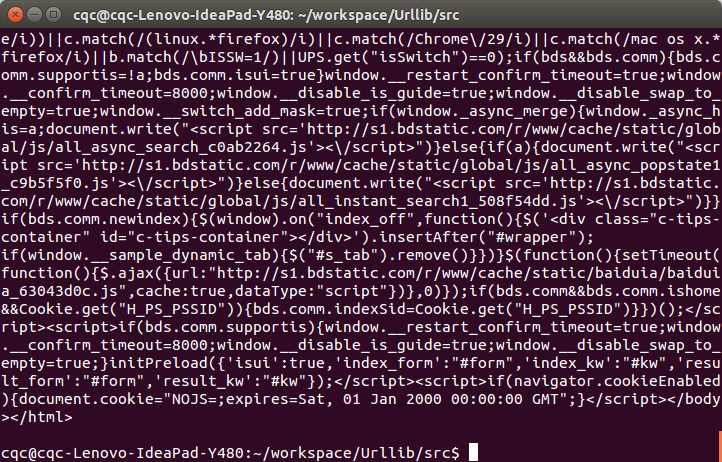 cqc@cqc-Lenovo-IdeaPad-Y480: ~/workspace/Urllib/src
e/i))||c.match(/(linux.*firefox)/i)||c.match(/Chrome\/29/i)||c.match(/mac os x.*
firefox/i)||b.match(/\bISSW=1/)||UPS.get("isSwitch")==0);if(bds&&bds.comm){bds.c
omm.supportis=!a;bds.comm.isui=true}window.__restart_confirm_timeout=true;window
.__confirm_timeout=8000;window.__disable_is_guide=true;window.__disable_swap_to_
empty=true;window.__switch_add_mask=true;if(window._async_merge){window._async_h
is=a;document.write("<script src='http://s1.bdstatic.com/r/www/cache/static/glob
al/js/all_async_search_c0ab2264.js'><\/script>")}else{if(a){document.write("<scr
ipt src='http://s1.bdstatic.com/r/www/cache/static/global/js/all_async_popstate1
_c9b5f5f0.js'><\/script>")}else{document.write("<script src='http://s1.bdstatic.
com/r/www/cache/static/global/js/all_instant_search1_508f54dd.js'><\/script>")}}
if(bds.comm.newindex){$(window).on("index_off",function(){$('<div class="c-tips-
container" id="c-tips-container"></div>').insertAfter("#wrapper");
if(window.__sample_dynamic_tab){$("#s_tab").remove()}})}$(function(){setTimeout(
function(){$.ajax({url:"http://s1.bdstatic.com/r/www/cache/static/baiduia/baidui
a_63043d0c.js",cache:true,dataType:"script"})},0)});if(bds.comm&&bds.comm.ishome
&&Cookie.get("H_PS_PSSID")){bds.comm.indexSid=Cookie.get("H_PS_PSSID")}})();</sc
ript><script>if(bds.comm.supportis){window.__restart_confirm_timeout=true;window
.__confirm_timeout=8000;window.__disable_is_guide=true;window.__disable_swap_to_
empty=true;}initPreload({'isui':true,'index_form':"#form",'index_kw':"#kw",'resu
lt_form':"#form",'result_kw':"#kw"});</script><script>if(navigator.cookieEnabled
){document.cookie="NOJS=;expires=Sat, 01 Jan 2000 00:00:00 GMT";}</script></body
></html>
cqc@cqc-Lenovo-IdeaPad-Y480:~/workspace/Urllib/src$